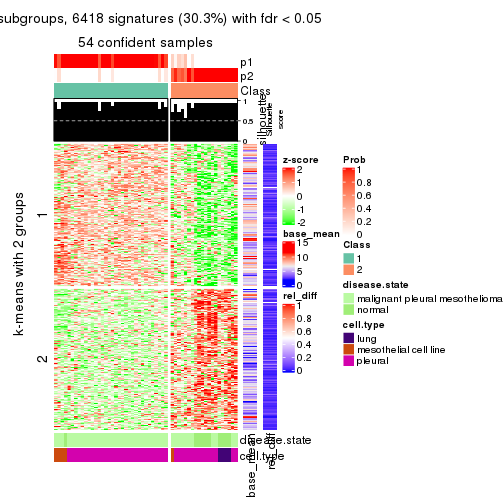 subgroups, 6418 signatures (30.3%) with fdr < 0.05
54 confident samples
p1
p2
Class
silhouette
Silhouette
score
1
0.5
0
k-means with 2 groups
1
2
disease.state
cell.type
base_mean
rel_diff
z-score
2
1
0
-1
-2
base_mean
15
10
5
0
rel_diff
1
0.8
0.6
0.4
0.2
0
Prob
1
0.8
0.6
0.4
0.2
0
Class
1
2
disease.state
malignant pleural mesothelioma
normal
cell.type
lung
mesothelial cell line
pleural